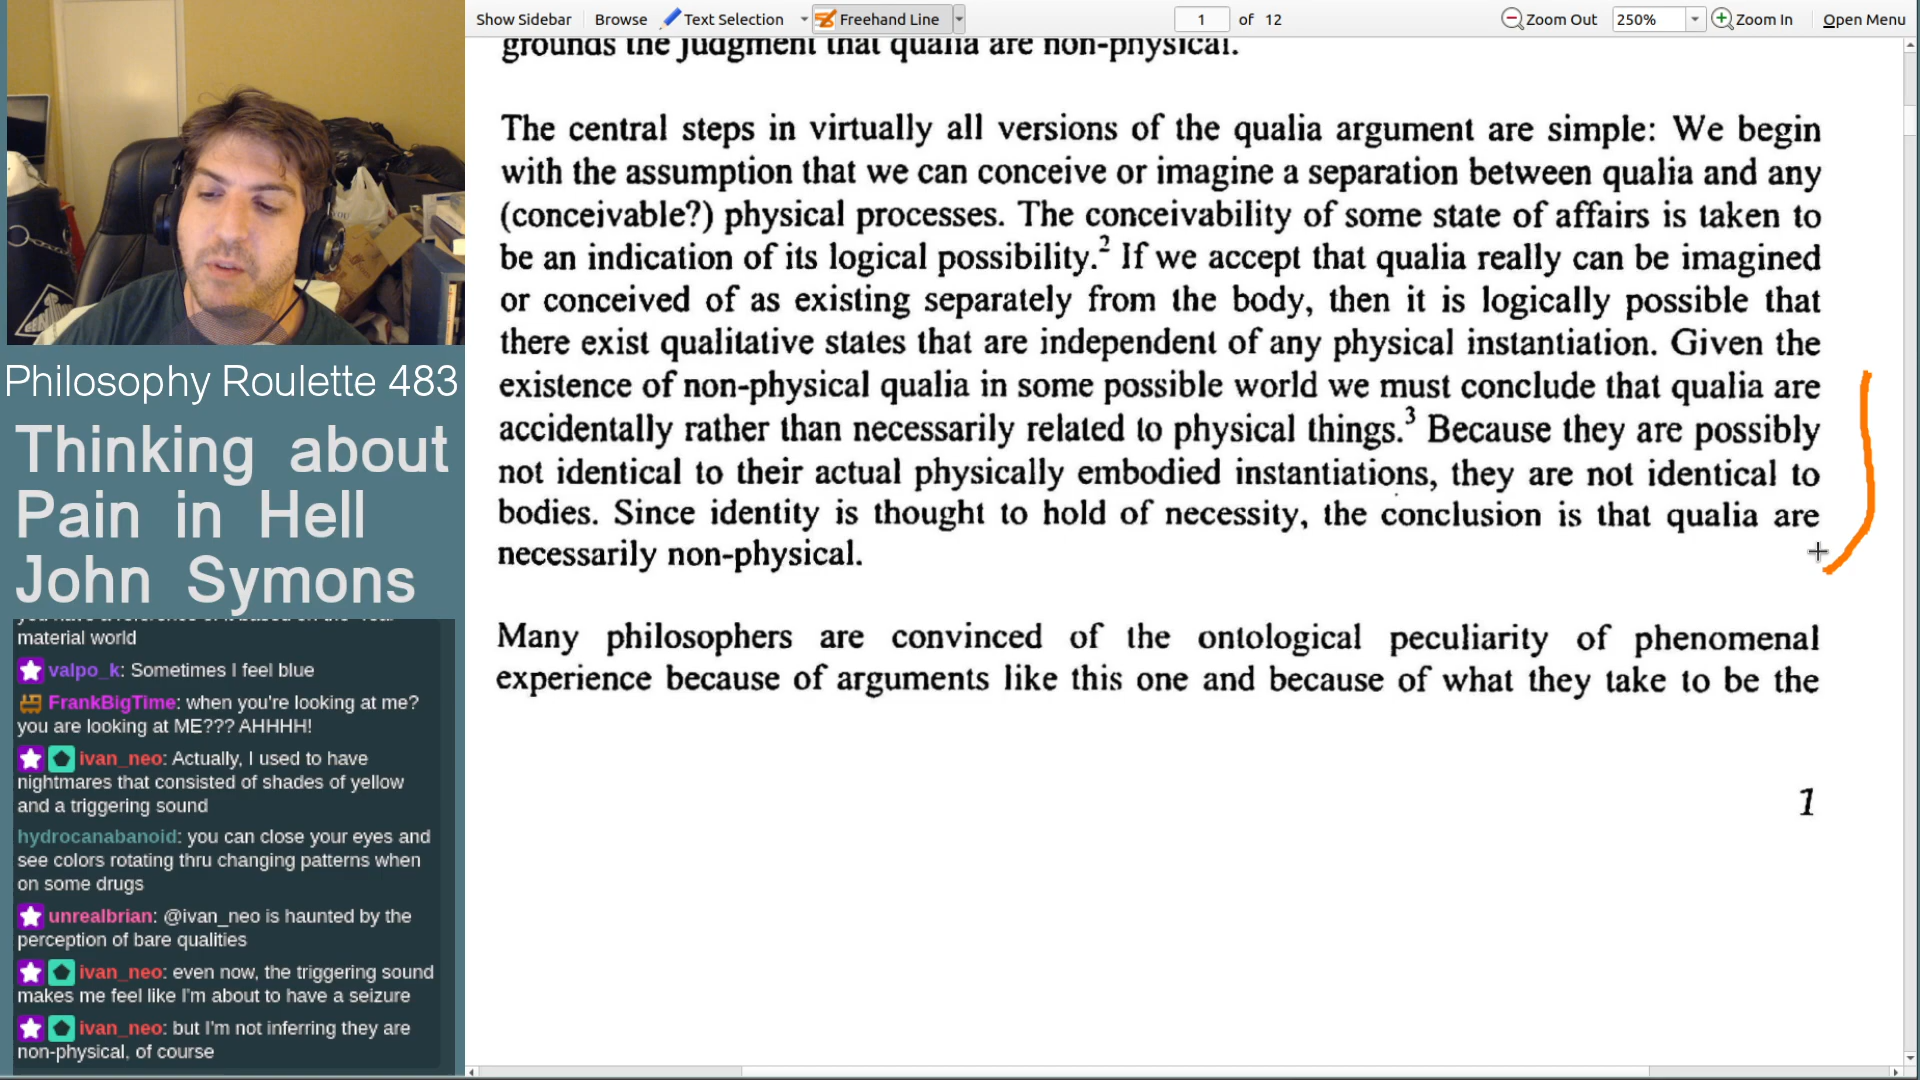 Show Sidebar Browse Text Selection Freehand Line 1 of 12 Zoom Out 250% Zoom In Open Menu
grounds the judgment that qualia are non-physical.
The central steps in virtually all versions of the qualia argument are simple: We begin
with the assumption that we can conceive or imagine a separation between qualia and any
(conceivable?) physical processes. The conceivability of some state of affairs is taken to
be an indication of its logical possibility.2 If we accept that qualia really can be imagined
or conceived of as existing separately from the body, then it is logically possible that
there exist qualitative states that are independent of any physical instantiation. Given the
existence of non-physical qualia in some possible world we must conclude that qualia are
accidentally rather than necessarily related to physical things.3 Because they are possibly
not identical to their actual physically embodied instantiations, they are not identical to
bodies. Since identity is thought to hold of necessity, the conclusion is that qualia are
necessarily non-physical.
Many philosophers are convinced of the ontological peculiarity of phenomenal
experience because of arguments like this one and because of what they take to be the
1
Philosophy Roulette 483
Thinking about
Pain in Hell
John Symons
material world
valpo_k: Sometimes I feel blue
FrankBigTime: when you're looking at me?
you are looking at ME??? AHHHH!
ivan_neo: Actually, I used to have
nightmares that consisted of shades of yellow
and a triggering sound
hydrocanabanoid: you can close your eyes and
see colors rotating thru changing patterns when
on some drugs
unrealbrian: @ivan_neo is haunted by the
perception of bare qualities
ivan_neo: even now, the triggering sound
makes me feel like I'm about to have a seizure
ivan_neo: but I'm not inferring they are
non-physical, of course